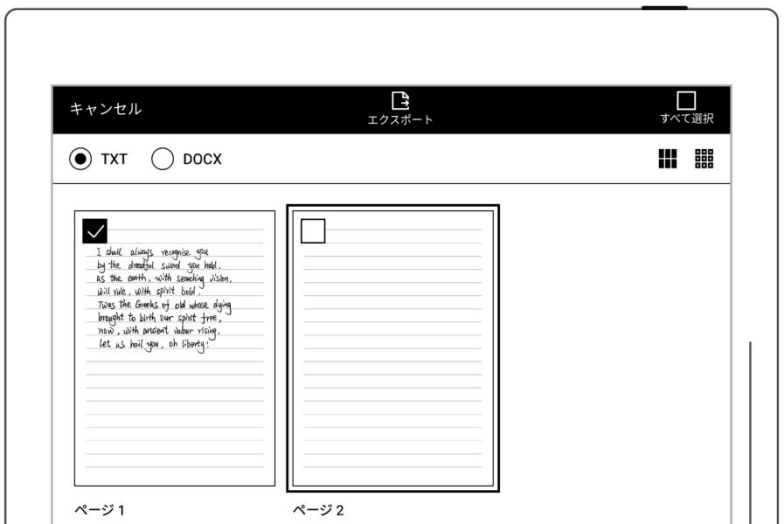 キャンセル
エクスポート
すべて選択
TXT
DOCX
I shall always recognise you
by the dreadful sword you hold.
As the earth, with searching vision,
will rule, with spirit bold.
Twas the Greeks of old whose dying
brought to birth our spirit free,
now, with ancient valour rising,
let us hail you, oh liberty!
ページ 1
ページ 2